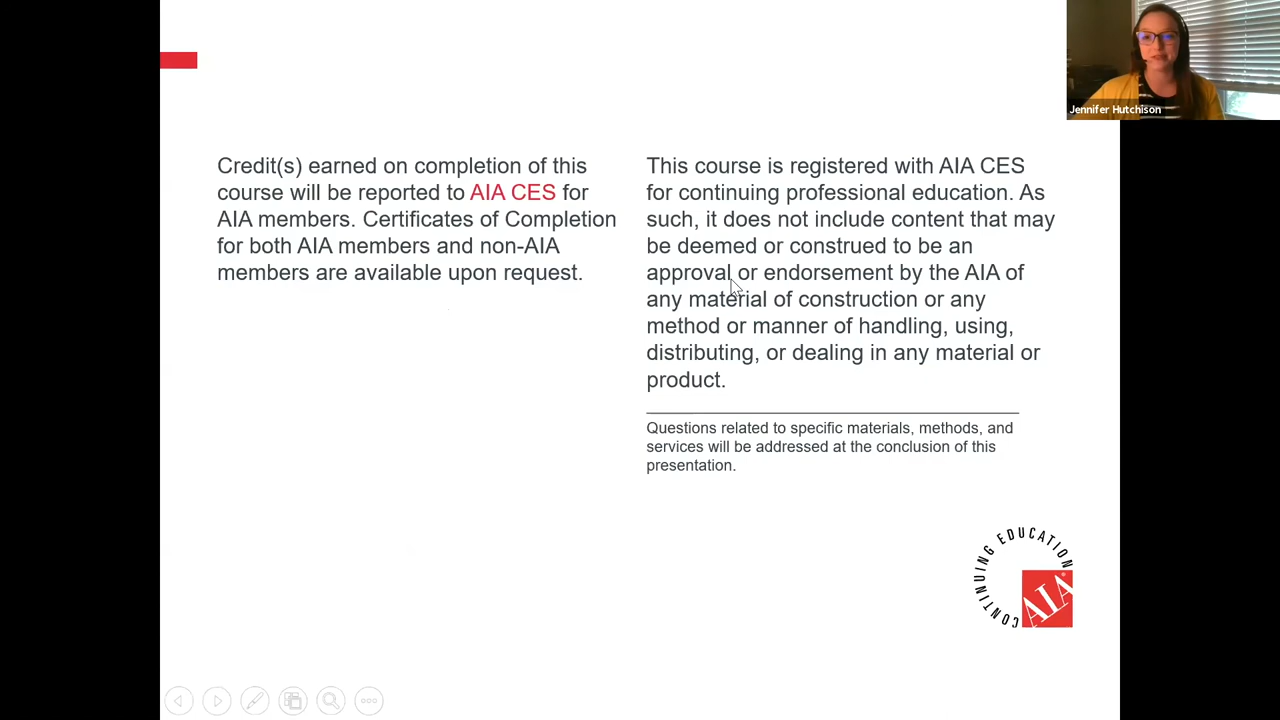 Jennifer Hutchison
Credit(s) earned on completion of this
course will be reported to AIA CES for
AIA members. Certificates of Completion
for both AIA members and non-AIA
members are available upon request.
This course is registered with AIA CES
for continuing professional education. As
such, it does not include content that may
be deemed or construed to be an
approval or endorsement by the AIA of
any material of construction or any
method or manner of handling, using,
distributing, or dealing in any material or
product.
Questions related to specific materials, methods, and
services will be addressed at the conclusion of this
presentation.
CONTINUING EDUCATION
AIA